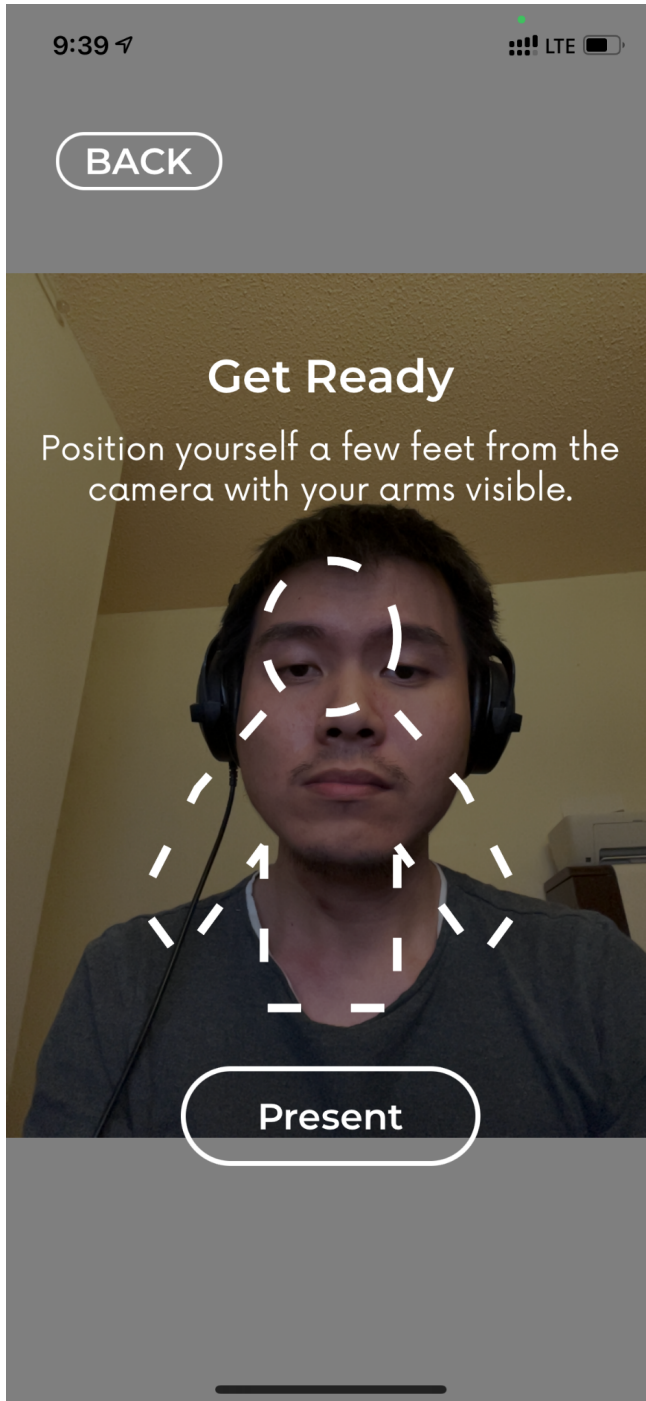 9:39 LTE
BACK
Get Ready
Position yourself a few feet from the
camera with your arms visible.
Present